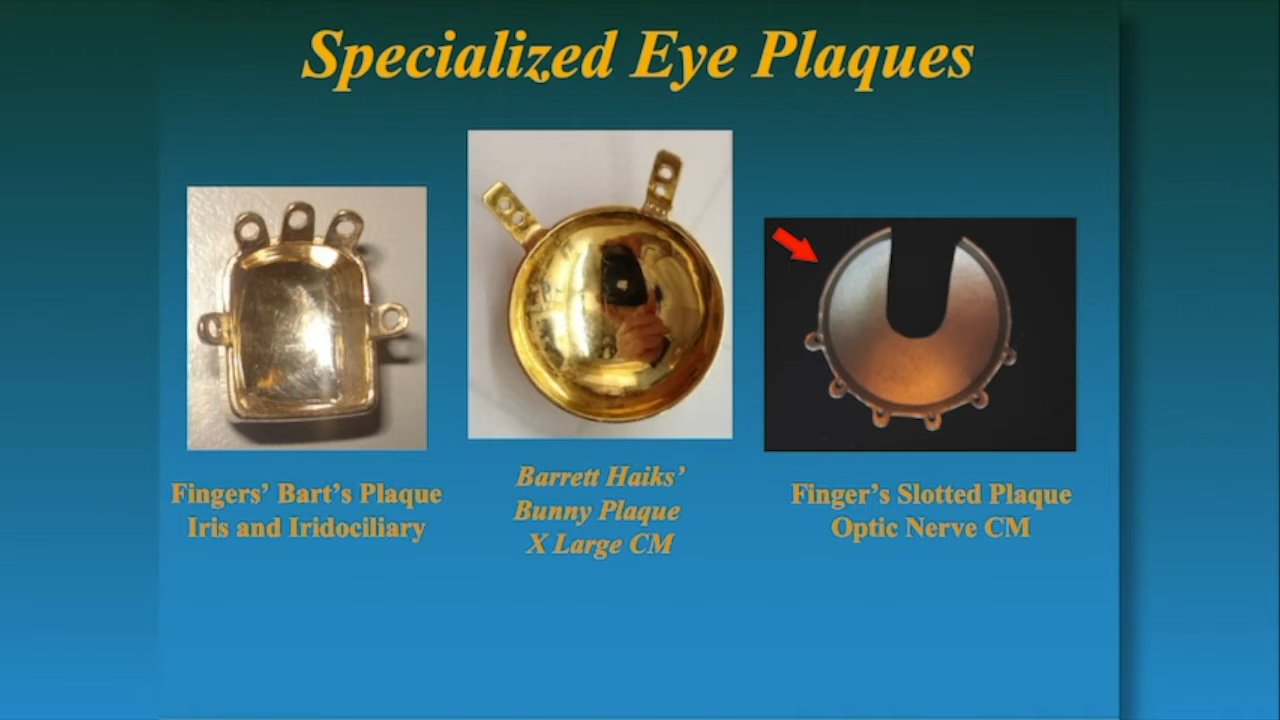 Specialized Eye Plaques
Fingers’ Bart’s Plaque
Iris and Iridociliary
Barrett Haiks’
Bunny Plaque
X Large CM
Finger’s Slotted Plaque
Optic Nerve CM